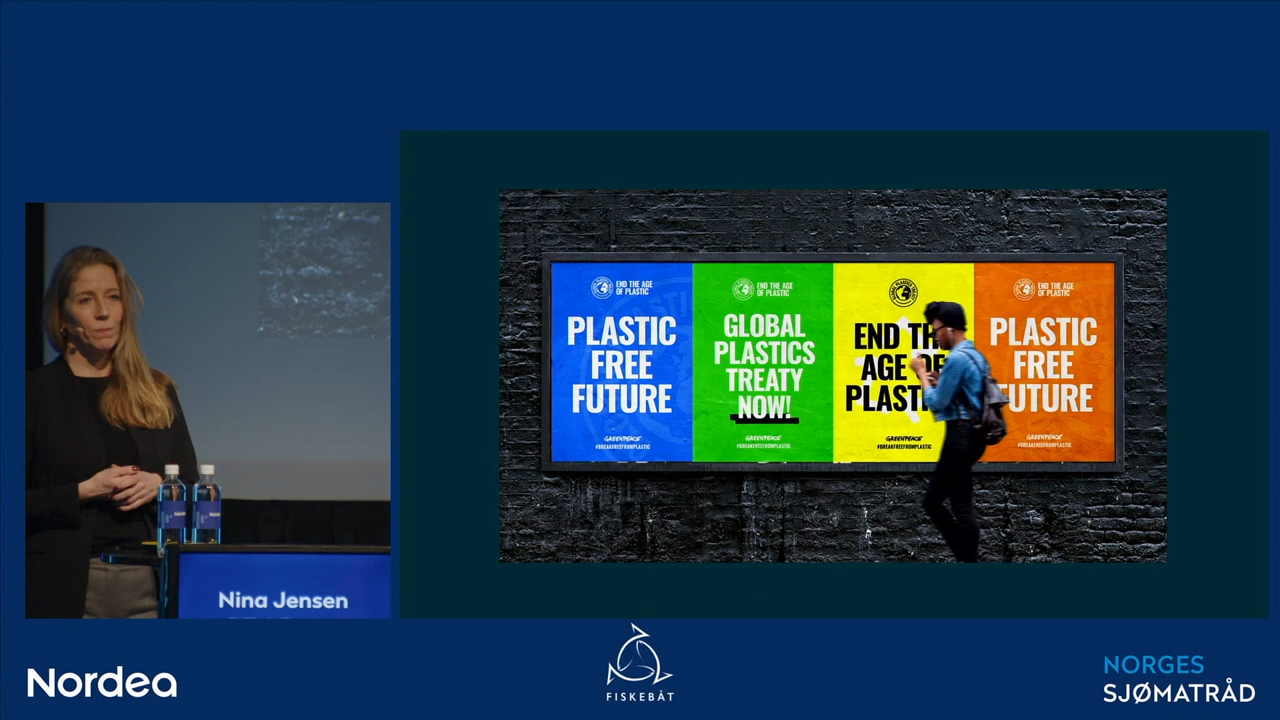 END THE AGE
OF PLASTIC
PLASTIC
FREE
FUTURE
GREENPEACE
#BREAKFREEFROMPLASTIC
END THE AGE
OF PLASTIC
GLOBAL
PLASTICS
TREATY
NOW!
GREENPEACE
#BREAKFREEFROMPLASTIC
END TH
AGE OF
PLAST
GREENPEACE
#BREAKFREEFROMPLASTIC
END THE AGE
OF PLASTIC
PLASTIC
FREE
FUTURE
GREENPEACE
#BREAKFREEFROMPLASTIC
Nina Jensen
Nordea
FISKEBÅT
NORGES
SJØMATRÅD